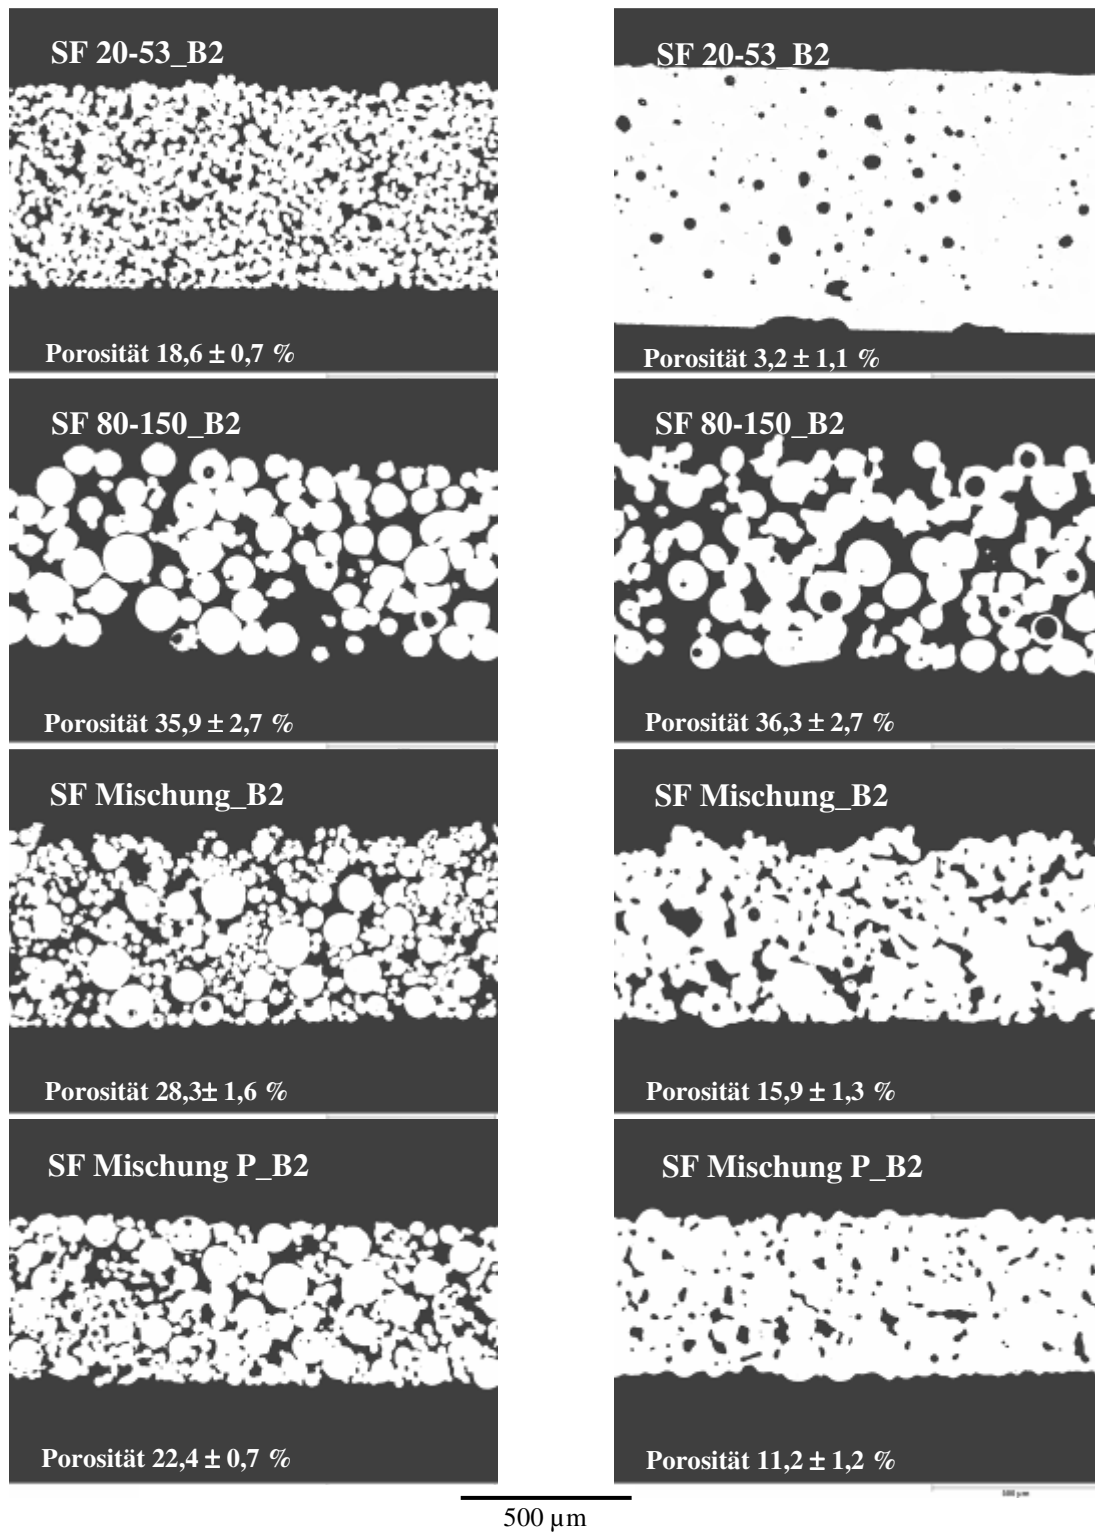 SF 20-53_B2
SF 20-53_B2
Porosität 18,6 ± 0,7 %
Porosität 3,2 ± 1,1 %
SF 80-150_B2
SF 80-150_B2
Porosität 35,9 ± 2,7 %
Porosität 36,3 ± 2,7 %
SF Mischung_B2
SF Mischung_B2
Porosität 28,3± 1,6 %
Porosität 15,9 ± 1,3 %
SF Mischung P_B2
SF Mischung P_B2
Porosität 22,4 ± 0,7 %
Porosität 11,2 ± 1,2 %
500 µm
500 µm